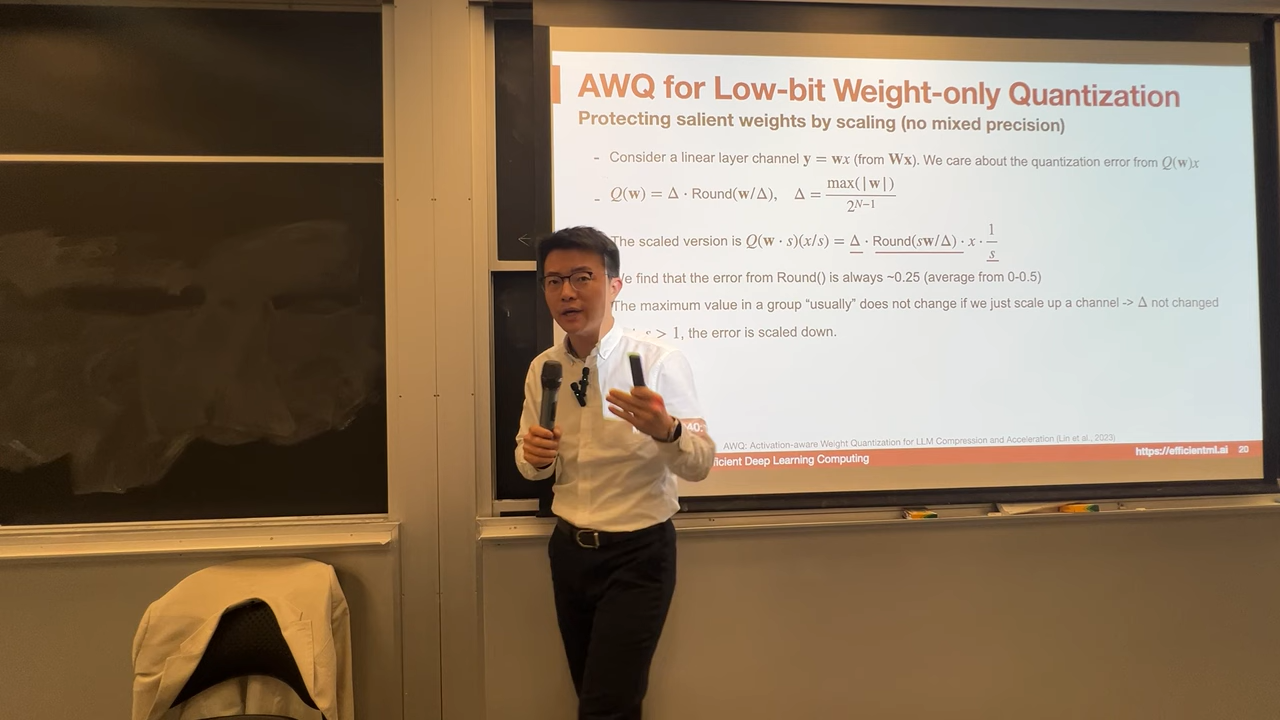 AWQ for Low-bit Weight-only Quantization
Protecting salient weights by scaling (no mixed precision)
- Consider a linear layer channel y = wx (from Wx). We care about the quantization error from Q(w)x
- Q(w) = Δ · Round(w/Δ), Δ = max(|w|) / 2^{N-1}
The scaled version is Q(w · s)(x/s) = Δ · Round(sw/Δ) · x · 1/s
We find that the error from Round() is always ~0.25 (average from 0-0.5)
The maximum value in a group “usually” does not change if we just scale up a channel -> Δ not changed
s > 1, the error is scaled down.
AWQ: Activation-aware Weight Quantization for LLM Compression and Acceleration (Lin et al., 2023)
Deep Learning Computing https://efficientml.ai 20